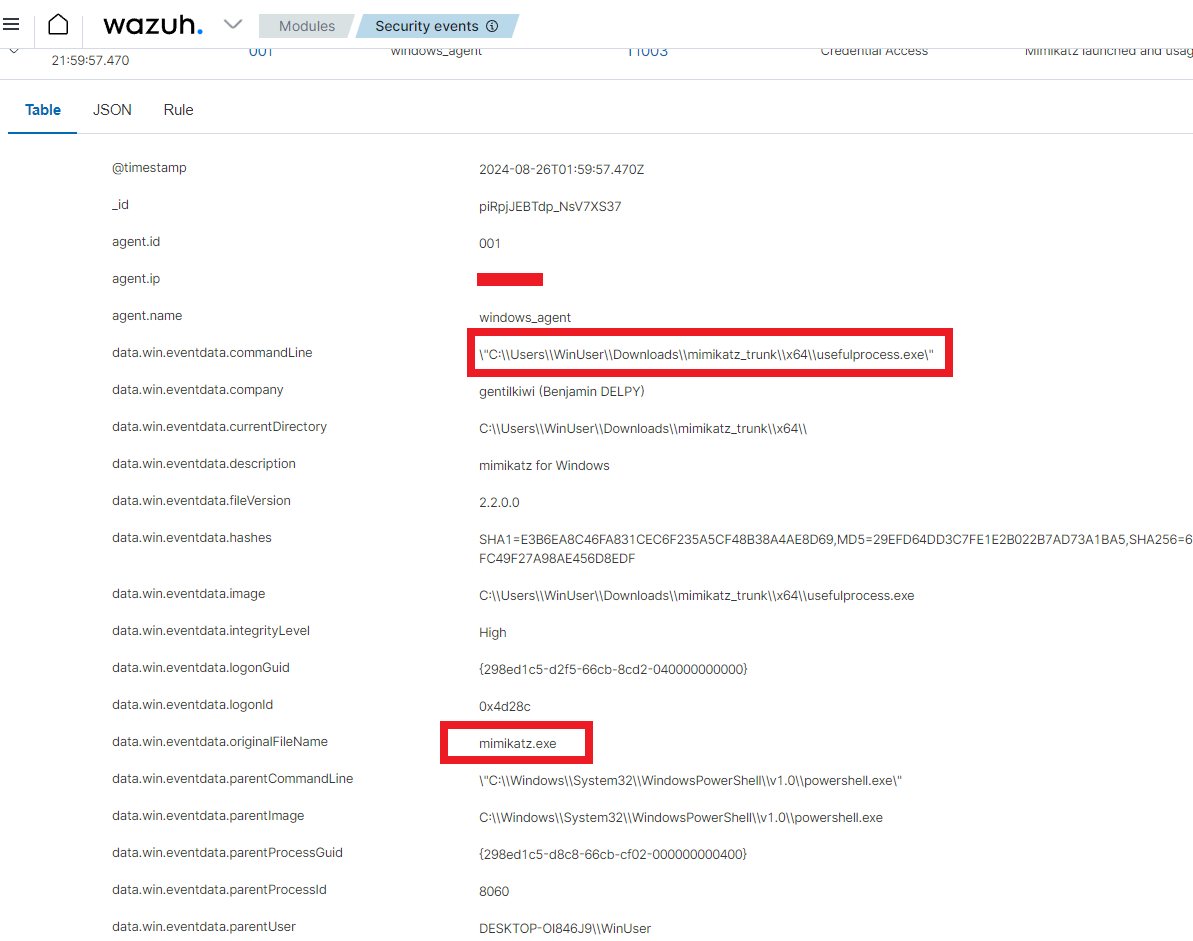 wazuh. Modules Security events
21:59:57.470 001 windows_agent T1003 Credential Access Mimikatz launched and usag
Table JSON Rule
@timestamp 2024-08-26T01:59:57.470Z
_id piRpjJEBTdp_NsV7XS37
agent.id 001
agent.ip
agent.name windows_agent
data.win.eventdata.commandLine \"C:\\Users\\WinUser\\Downloads\\mimikatz_trunk\\x64\\usefulprocess.exe\"
data.win.eventdata.company gentilkiwi (Benjamin DELPY)
data.win.eventdata.currentDirectory C:\\Users\\WinUser\\Downloads\\mimikatz_trunk\\x64\\
data.win.eventdata.description mimikatz for Windows
data.win.eventdata.fileVersion 2.2.0.0
data.win.eventdata.hashes SHA1=E3B6EA8C46FA831CEC6F235A5CF48B38A4AE8D69,MD5=29EFD64DD3C7FE1E2B022B7AD73A1BA5,SHA256=6
FC49F27A98AE456D8EDF
data.win.eventdata.image C:\\Users\\WinUser\\Downloads\\mimikatz_trunk\\x64\\usefulprocess.exe
data.win.eventdata.integrityLevel High
data.win.eventdata.logonGuid {298ed1c5-d2f5-66cb-8cd2-040000000000}
data.win.eventdata.logonId 0x4d28c
data.win.eventdata.originalFileName mimikatz.exe
data.win.eventdata.parentCommandLine \"C:\\Windows\\System32\\WindowsPowerShell\\v1.0\\powershell.exe\"
data.win.eventdata.parentImage C:\\Windows\\System32\\WindowsPowerShell\\v1.0\\powershell.exe
data.win.eventdata.parentProcessGuid {298ed1c5-d8c8-66cb-cf02-000000000400}
data.win.eventdata.parentProcessId 8060
data.win.eventdata.parentUser DESKTOP-OI846J9\\WinUser